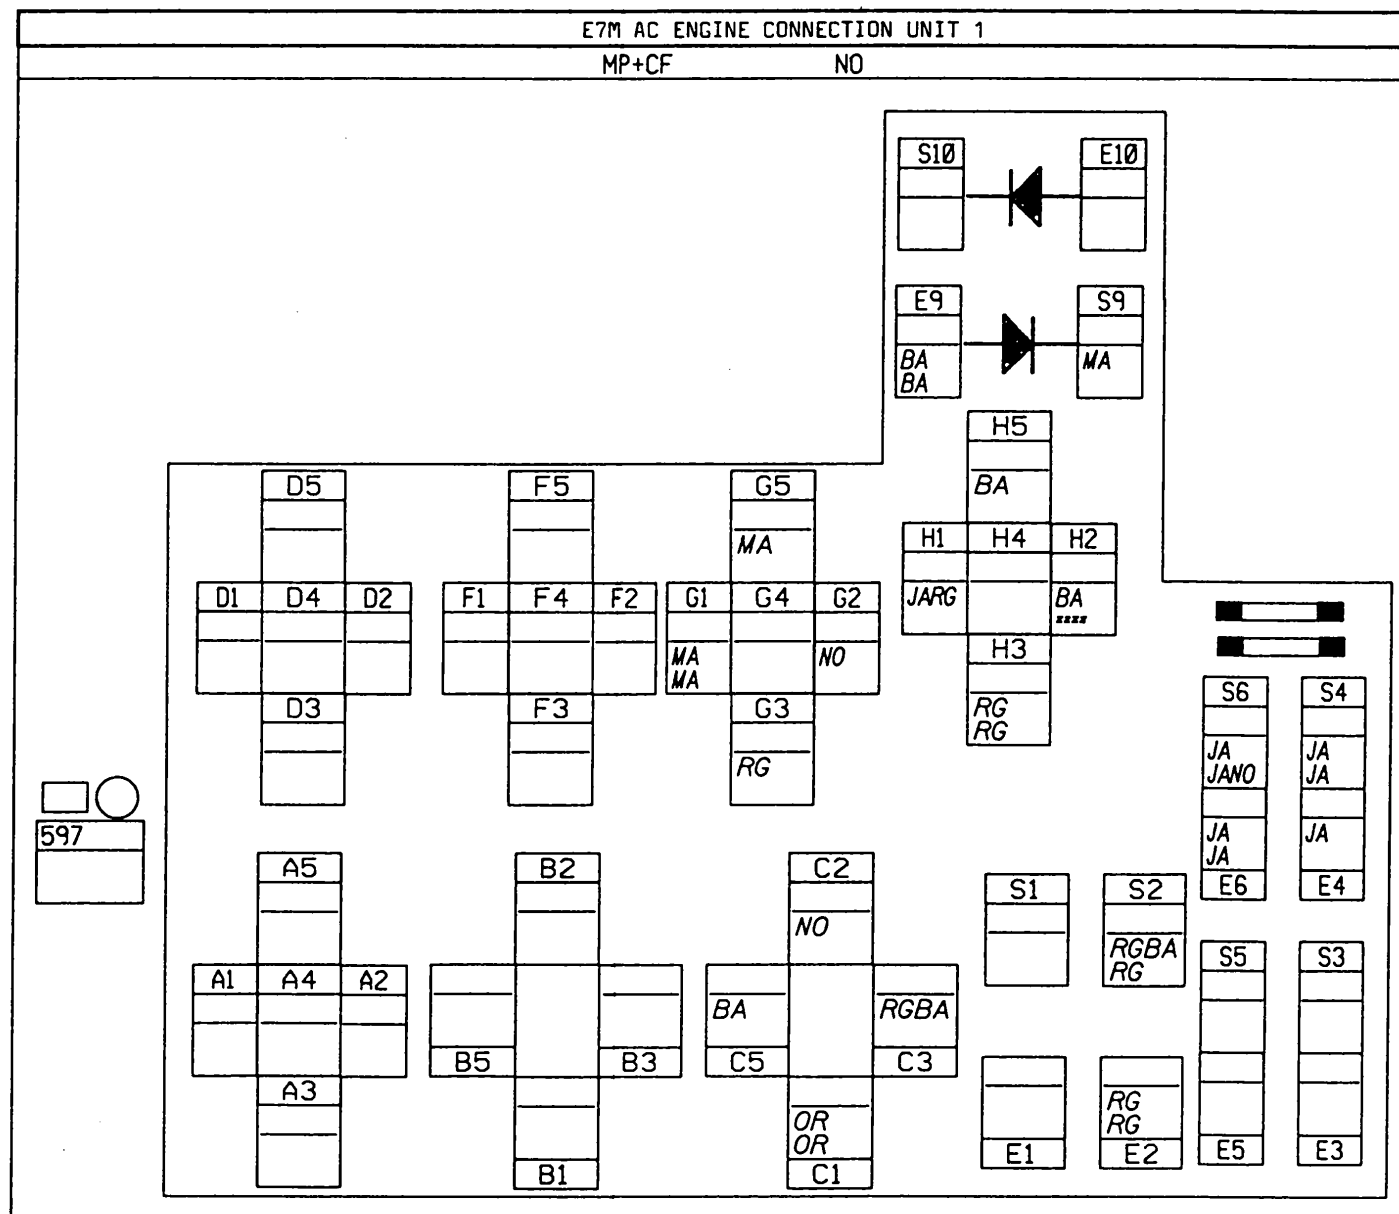 E7M AC ENGINE CONNECTION UNIT 1
MP+CF NO
S10 E10
E9 S9
BA MA
BA
H5
BA
D5 F5 G5
MA
H1 H4 H2
JARG BA
zzzz
D1 D4 D2 F1 F4 F2 G1 G4 G2
MA NO
MA
H3
RG
RG
D3 F3 G3
RG
S6 S4
JA JA
JANO JA
JA JA
JA
E6 E4
597
A5 B2 C2
NO
S1 S2
RGBA
RG
S5 S3
A1 A4 A2
BA RGBA
B5 B3 C5 C3
A3
OR
OR
RG
RG
E1 E2 E5 E3
B1 C1